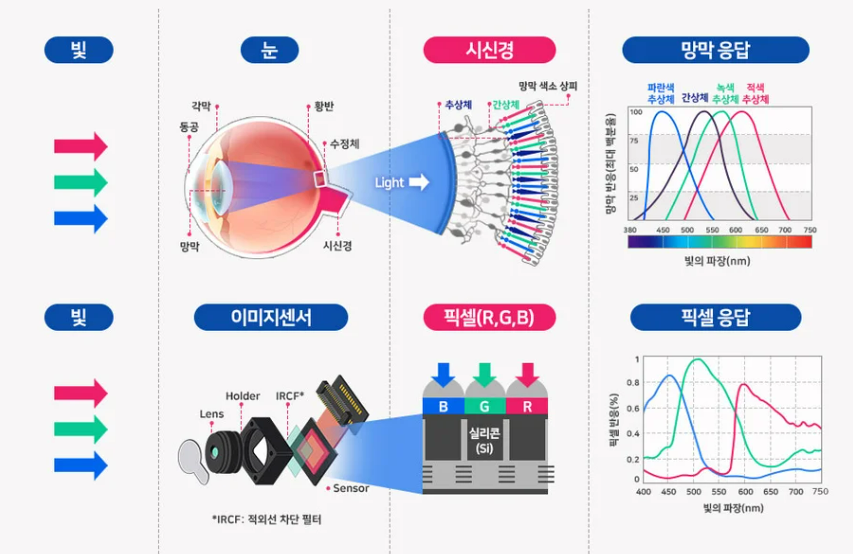 빛
눈
시신경
망막 응답
각막
황반
동공
수정체
망막
시신경
Light
추상체
간상체
망막 색소 상피
파란색
추상체
간상체
녹색
추상체
적색
추상체
망막 반응(최대 백분율)
100
75
50
25
380 450 500 550 600 650 700 750
빛의 파장(nm)
빛
이미지센서
픽셀(R,G,B)
픽셀 응답
Lens
Holder
IRCF*
Sensor
*IRCF: 적외선 차단 필터
B
G
R
실리콘
(Si)
픽셀 반응(%)
1
0.8
0.6
0.4
0.2
0
400 450 500 550 600 650 700 750
빛의 파장(nm)